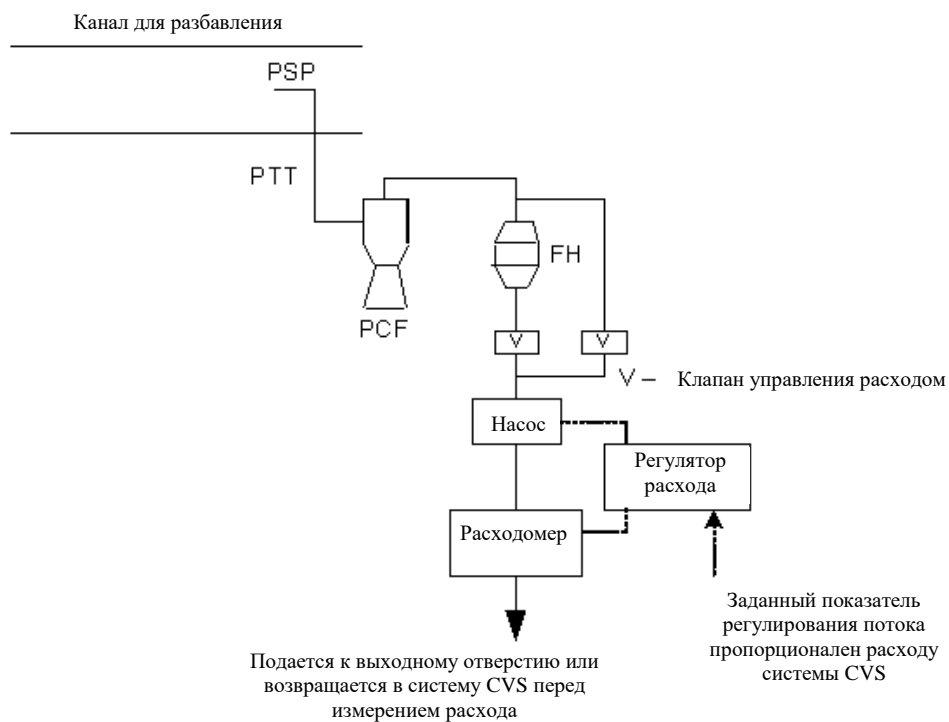 Канал для разбавления
PSP
PTT
FH
PCF
V
V
V – Клапан управления расходом
Насос
Регулятор
расхода
Расходомер
Заданный показатель
регулирования потока
пропорционален расходу
системы CVS
Подается к выходному отверстию или
возвращается в систему CVS перед
измерением расхода